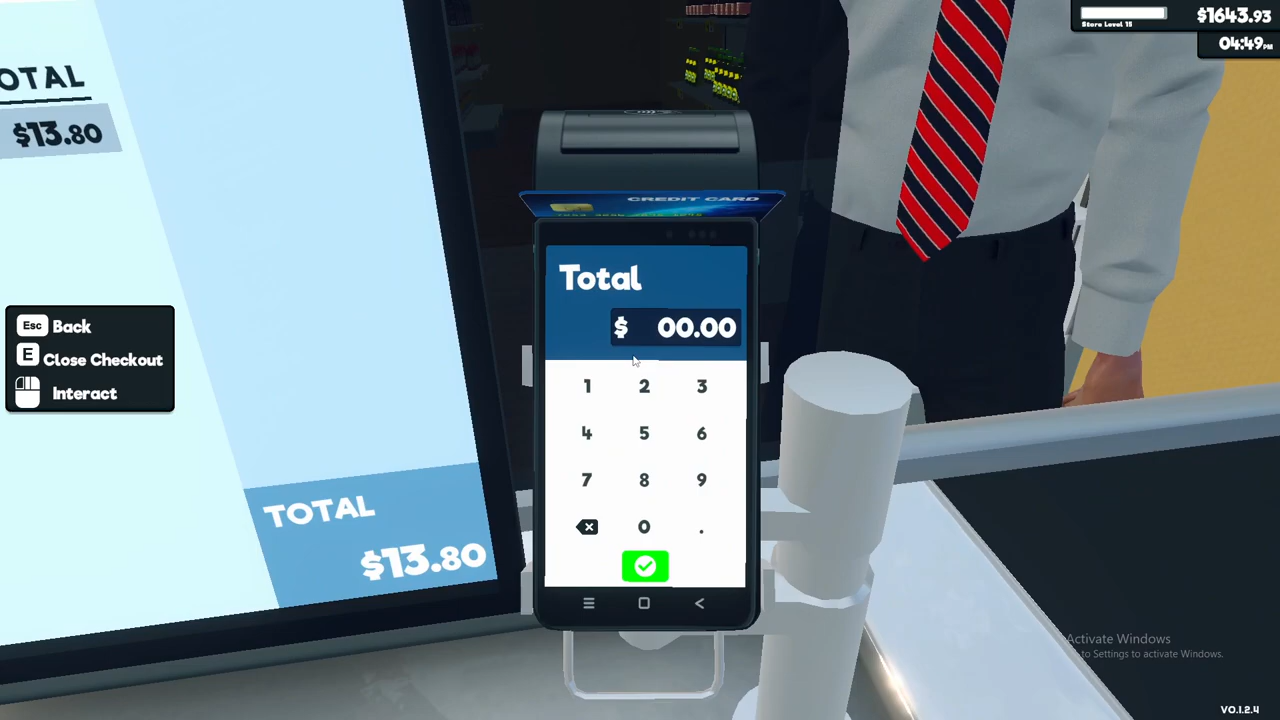 OTAL
$13.80
TOTAL
$13.80
Esc Back
E Close Checkout
Interact
CREDIT CARD
Total
$ 00.00
1 2 3
4 5 6
7 8 9
0 .
Store Level 15
$1643.93
04:49PM
Activate Windows
to Settings to activate Windows.
V0.1.2.4